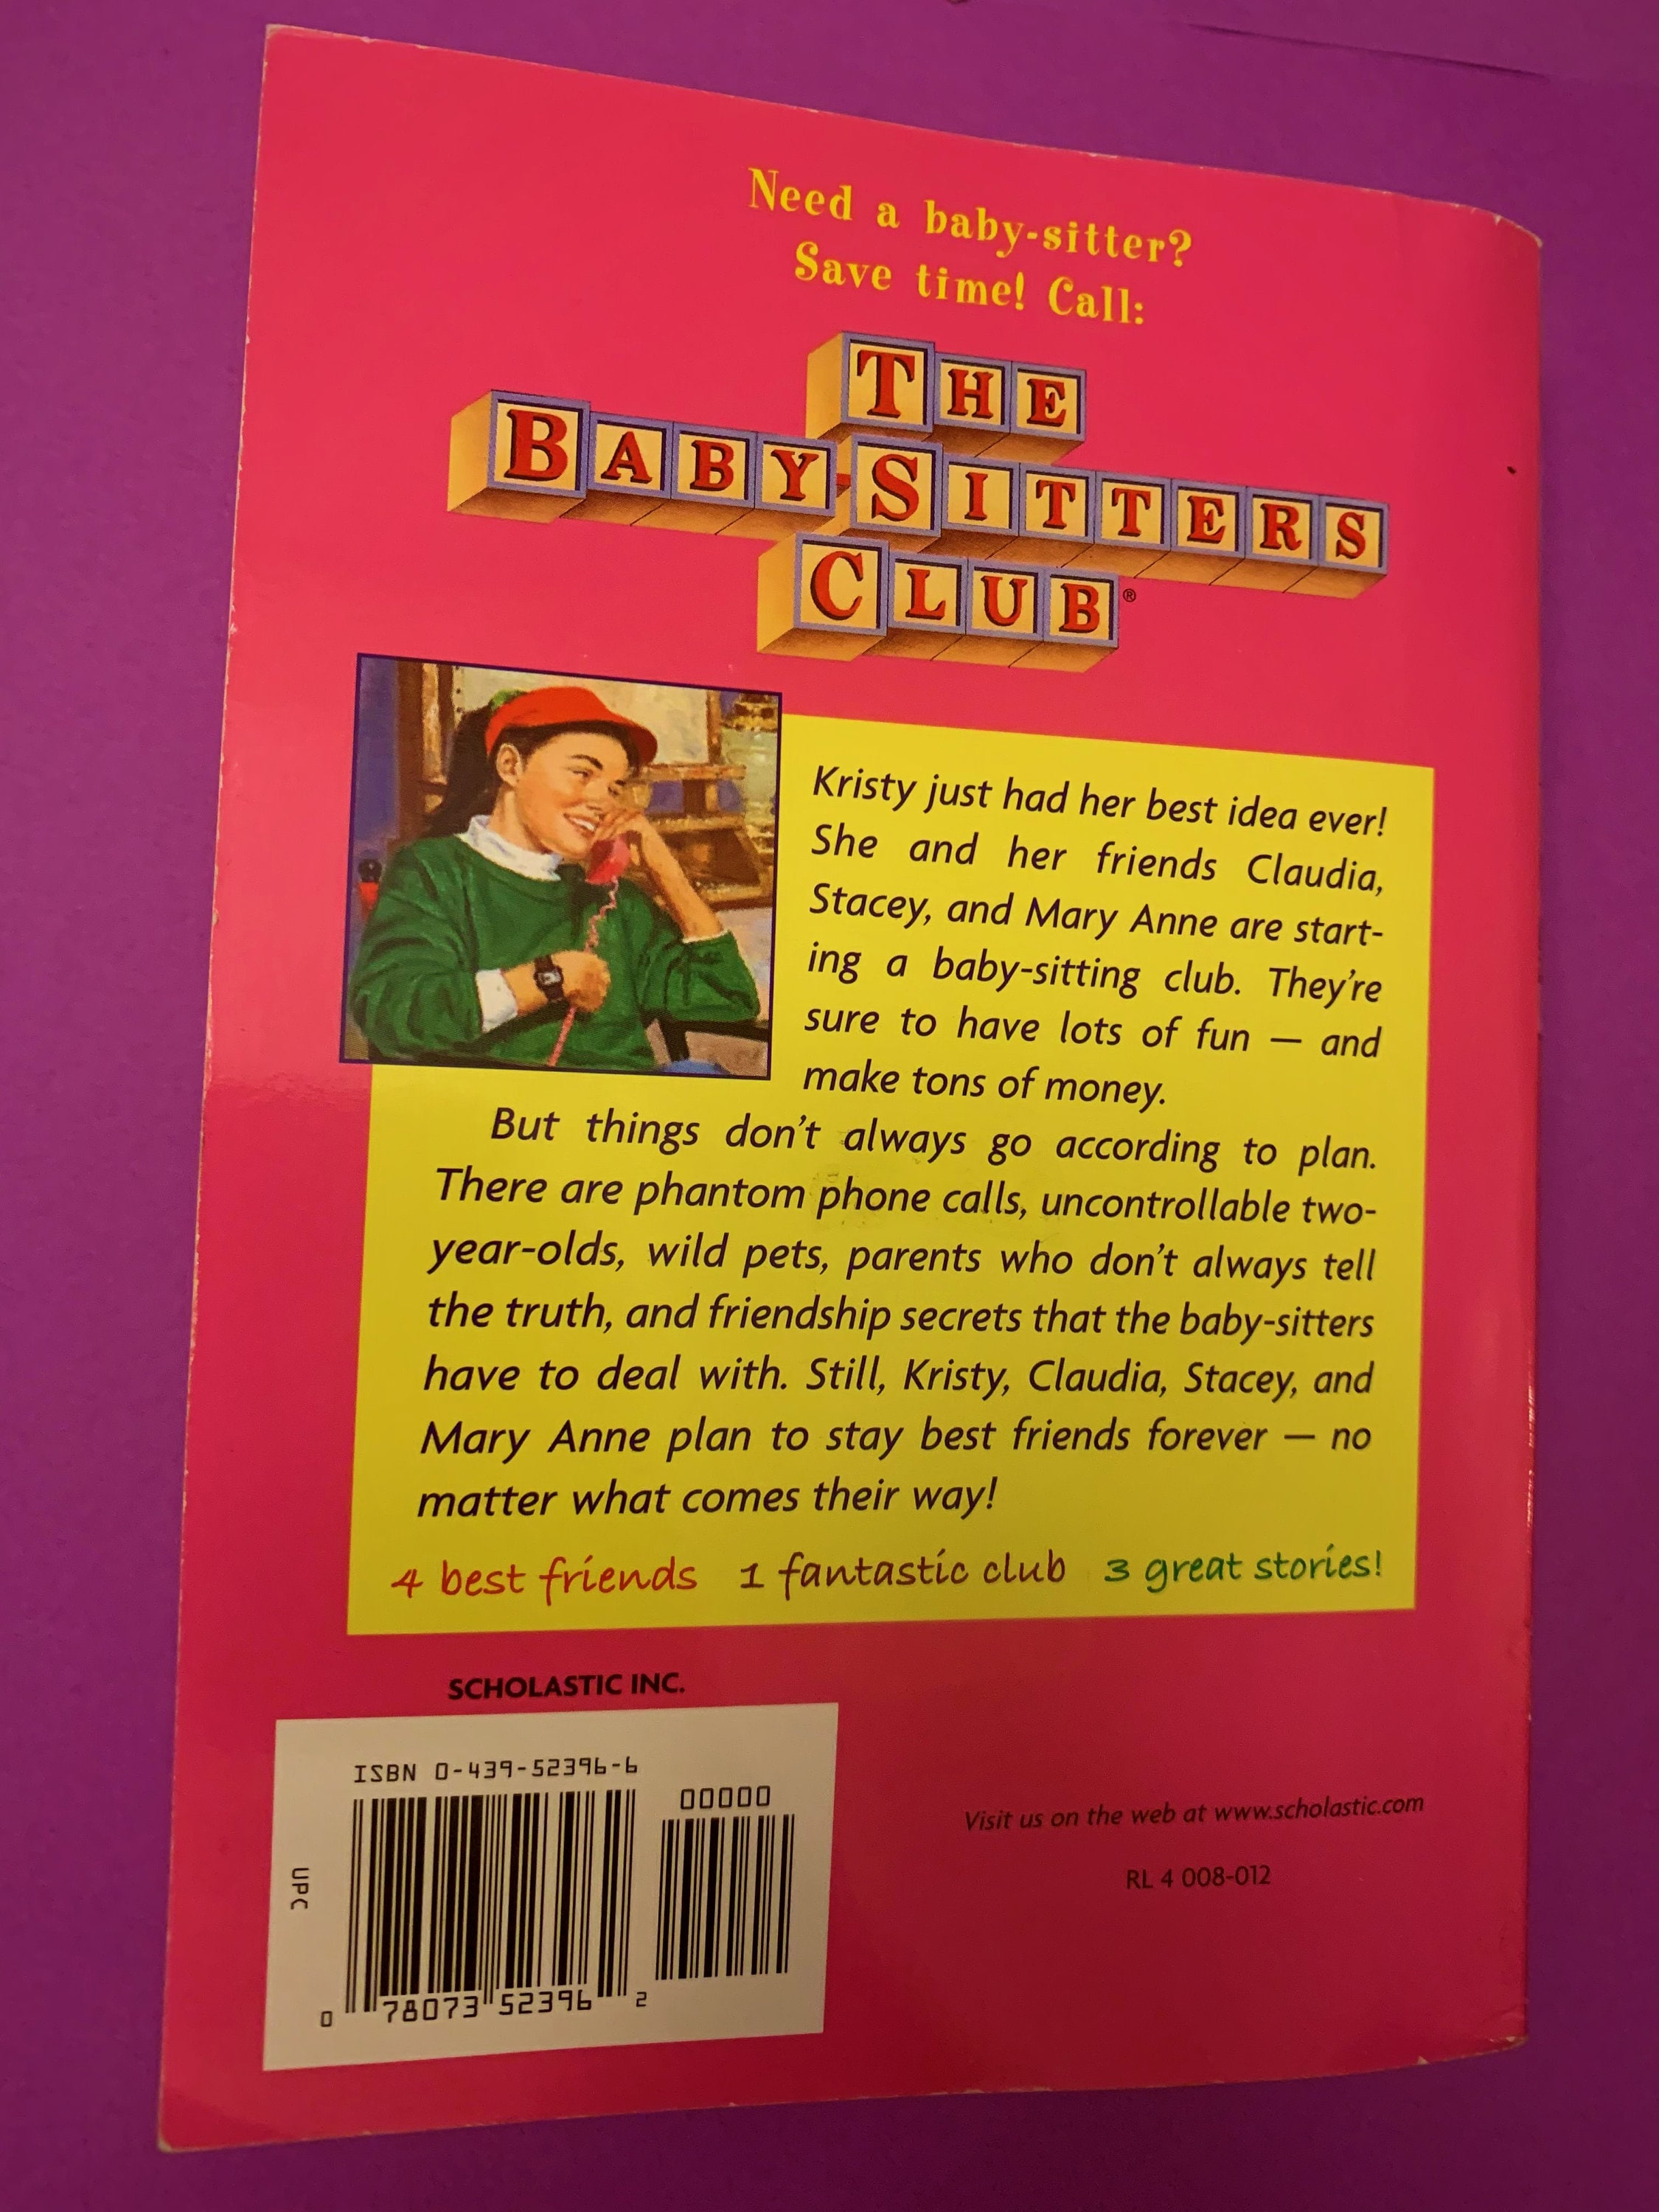 Need a baby-sitter?
Save time! Call:
THE
BABY-SITTERS
CLUB®
Kristy just had her best idea ever!
She and her friends Claudia,
Stacey, and Mary Anne are start-
ing a baby-sitting club. They're
sure to have lots of fun — and
make tons of money.
But things don't always go according to plan.
There are phantom phone calls, uncontrollable two-
year-olds, wild pets, parents who don't always tell
the truth, and friendship secrets that the baby-sitters
have to deal with. Still, Kristy, Claudia, Stacey, and
Mary Anne plan to stay best friends forever — no
matter what comes their way!
4 best friends 1 fantastic club 3 great stories!
SCHOLASTIC INC.
ISBN 0-439-52396-6
00000
UPC
0 78073 52396 2
Visit us on the web at www.scholastic.com
RL 4 008-012